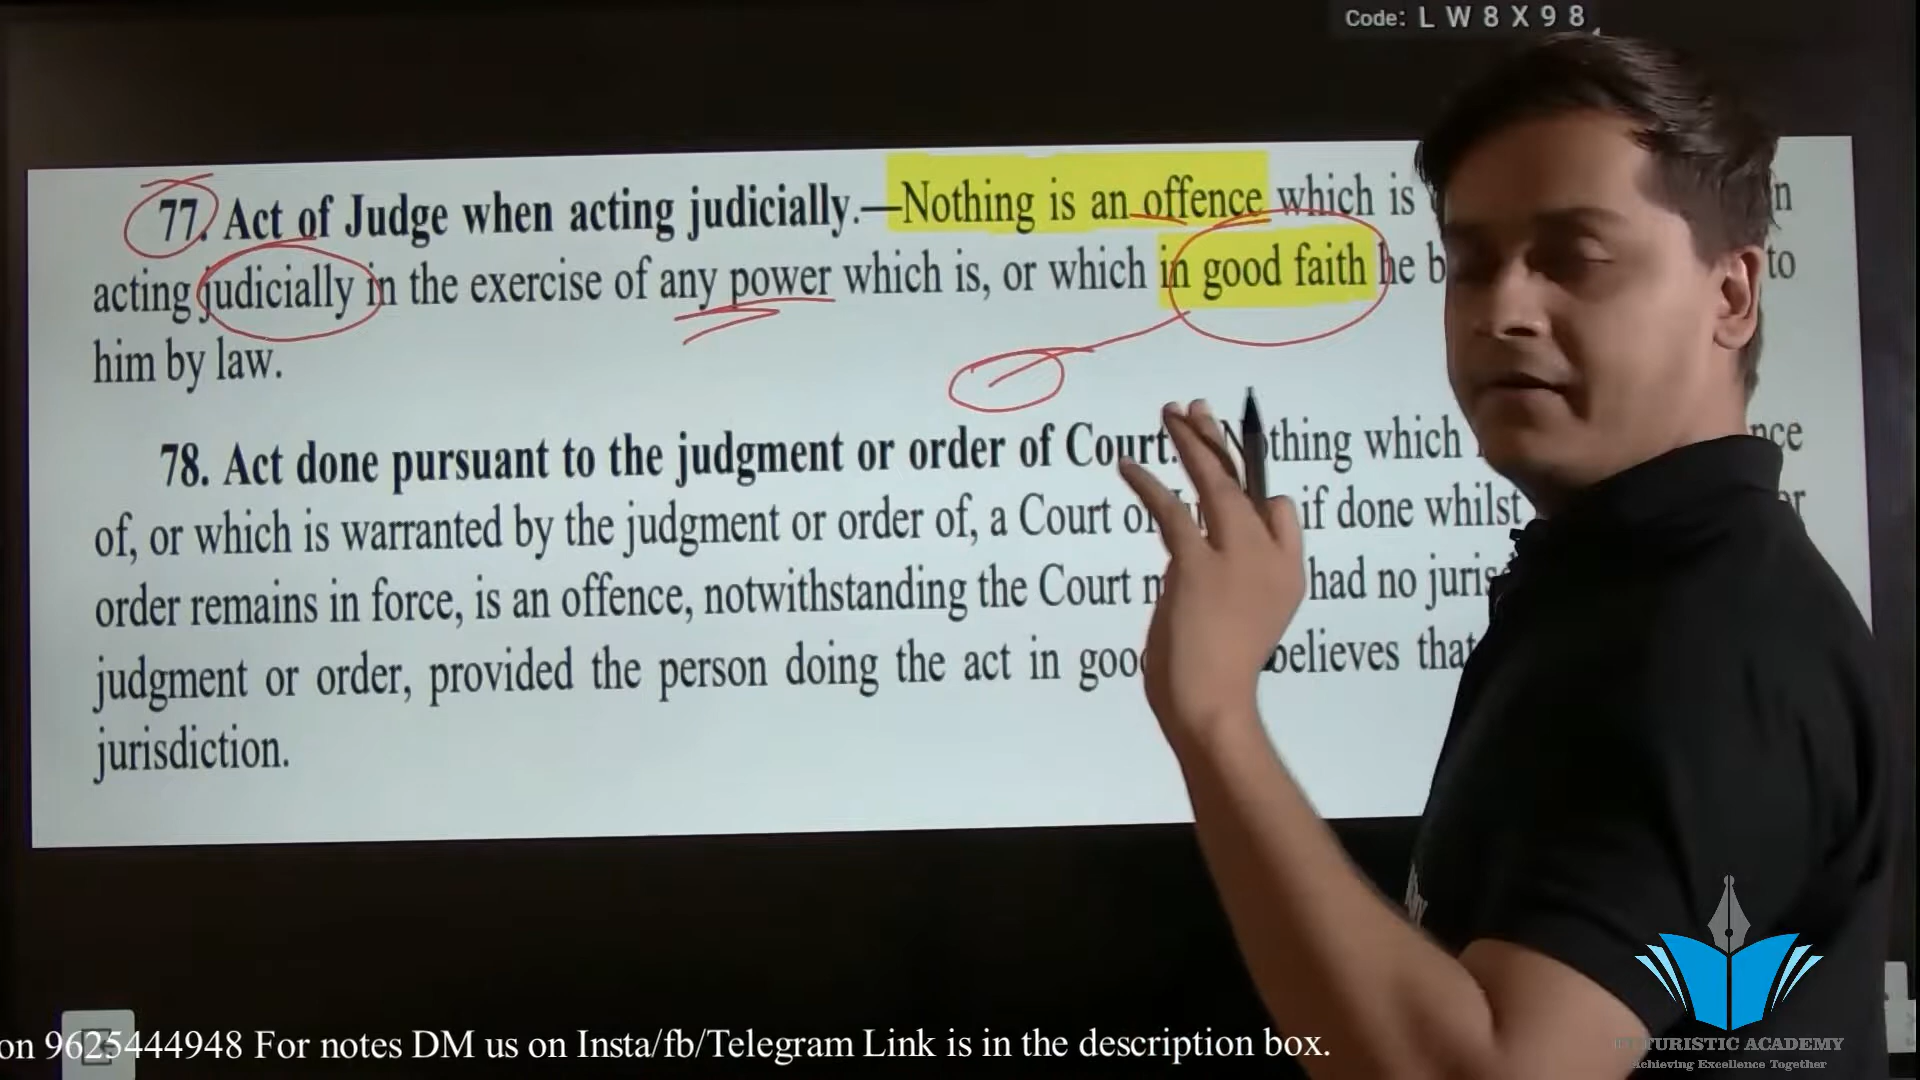 Code: L W 8 X 9 8
77. Act of Judge when acting judicially.—Nothing is an offence which is
acting judicially in the exercise of any power which is, or which in good faith he to
him by law.
78. Act done pursuant to the judgment or order of Court. Nothing which
of, or which is warranted by the judgment or order of, a Court of if done whilst
order remains in force, is an offence, notwithstanding the Court had no
judgment or order, provided the person doing the act in good believes that
jurisdiction.
on 9625444948 For notes DM us on Insta/fb/Telegram Link is in the description box.
FUTURISTIC ACADEMY
Achieving Excellence Together